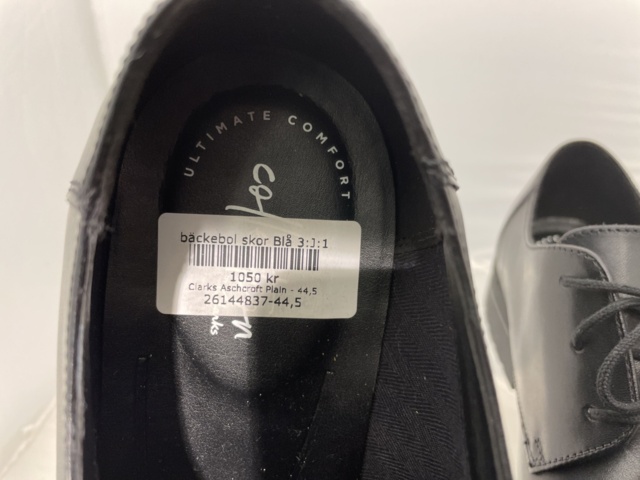 ULTIMATE COMFORT
bäckebol skor Blå 3:J:1
1050 kr
Clarks Aschcroft Plain - 44,5
26144837-44,5